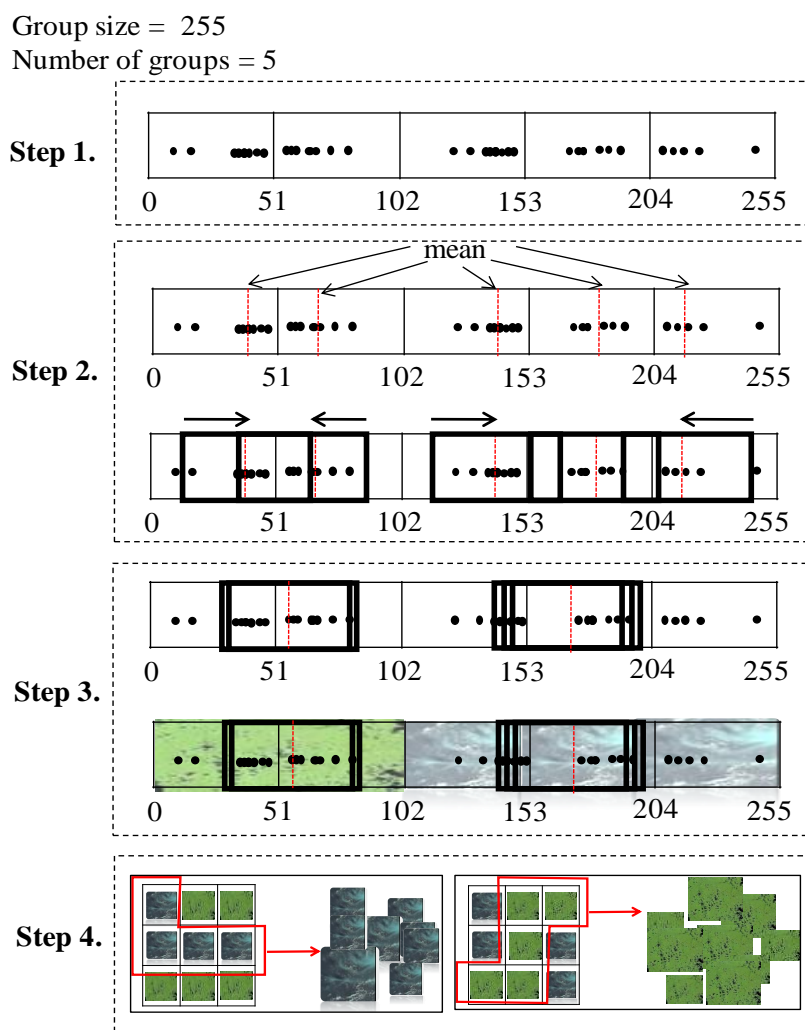 Group size = 255
Number of groups = 5
Step 1.
0 51 102 153 204 255
mean
Step 2.
0 51 102 153 204 255
0 51 102 153 204 255
Step 3.
0 51 102 153 204 255
0 51 102 153 204 255
Step 4.